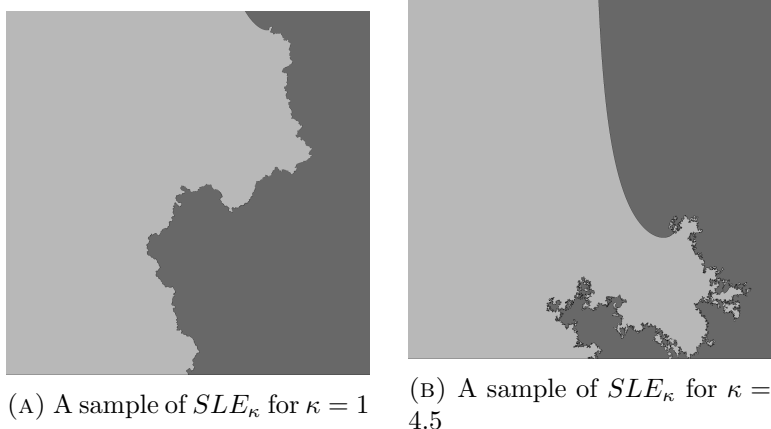 (A) A sample of SLEκ for κ = 1
(B) A sample of SLEκ for κ =
4.5